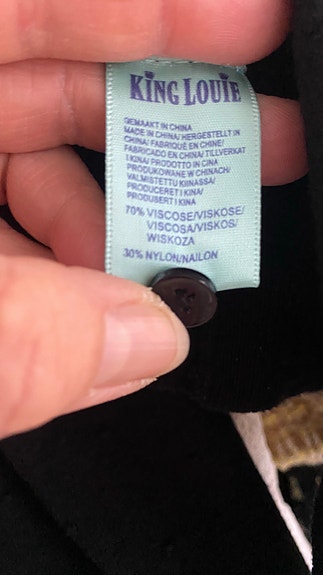 KING LOUIE
GEMAAKT IN CHINA
MADE IN CHINA/ HERGESTELLT IN
CHINA/ FABRIQUÉ EN CHINE/
FABRICADO EN CHINA/ TILLVERKAT
I KINA/ PRODOTTO IN CINA
PRODUKOWANE W CHINACH/
VALMISTETTU KIINASSA/
PRODUCERET I KINA/
PRODUSERT I KINA
70% VISCOSE/VISKOSE/
VISCOSA/VISKOS/
WISKOZA
30% NYLON/NAILON